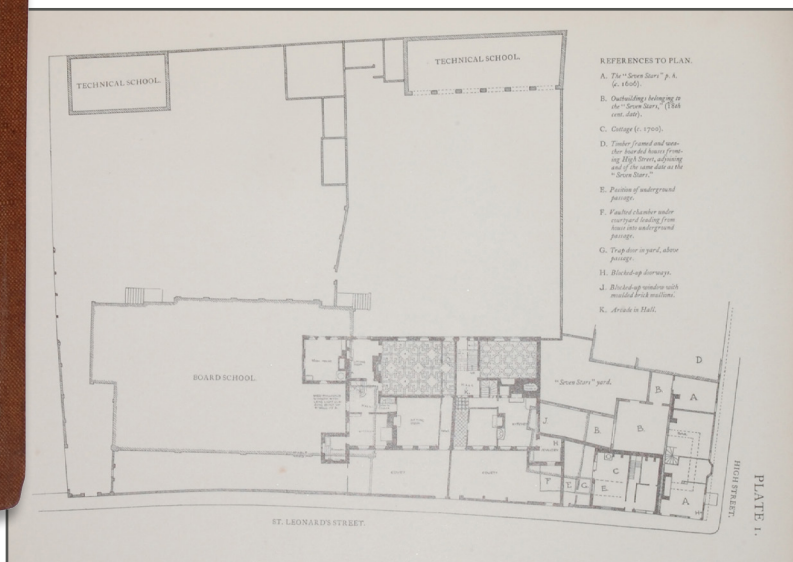 TECHNICAL SCHOOL.
TECHNICAL SCHOOL.
REFERENCES TO PLAN.
A. The "Seven Stars" p. h.
(c. 1606).
B. Outbuildings belonging to
the "Seven Stars," (18th
cent. date).
C. Cottage (c. 1700).
D. Timber framed and wea-
ther boarded houses front-
ing High Street, adjoining
and of the same date as the
"Seven Stars."
E. Position of underground
passage.
F. Vaulted chamber under
courtyard leading from
house into underground
passage.
G. Trap door in yard, above
passage.
H. Blocked-up doorways.
J. Blocked-up window with
moulded brick mullions.
K. Arcade in Hall.
BOARD SCHOOL.
"Seven Stars" yard.
D
B
A
J.
B.
B.
H
C
F
E.
G
E.
A
HIGH STREET.
PLATE I.
ST. LEONARD'S STREET.